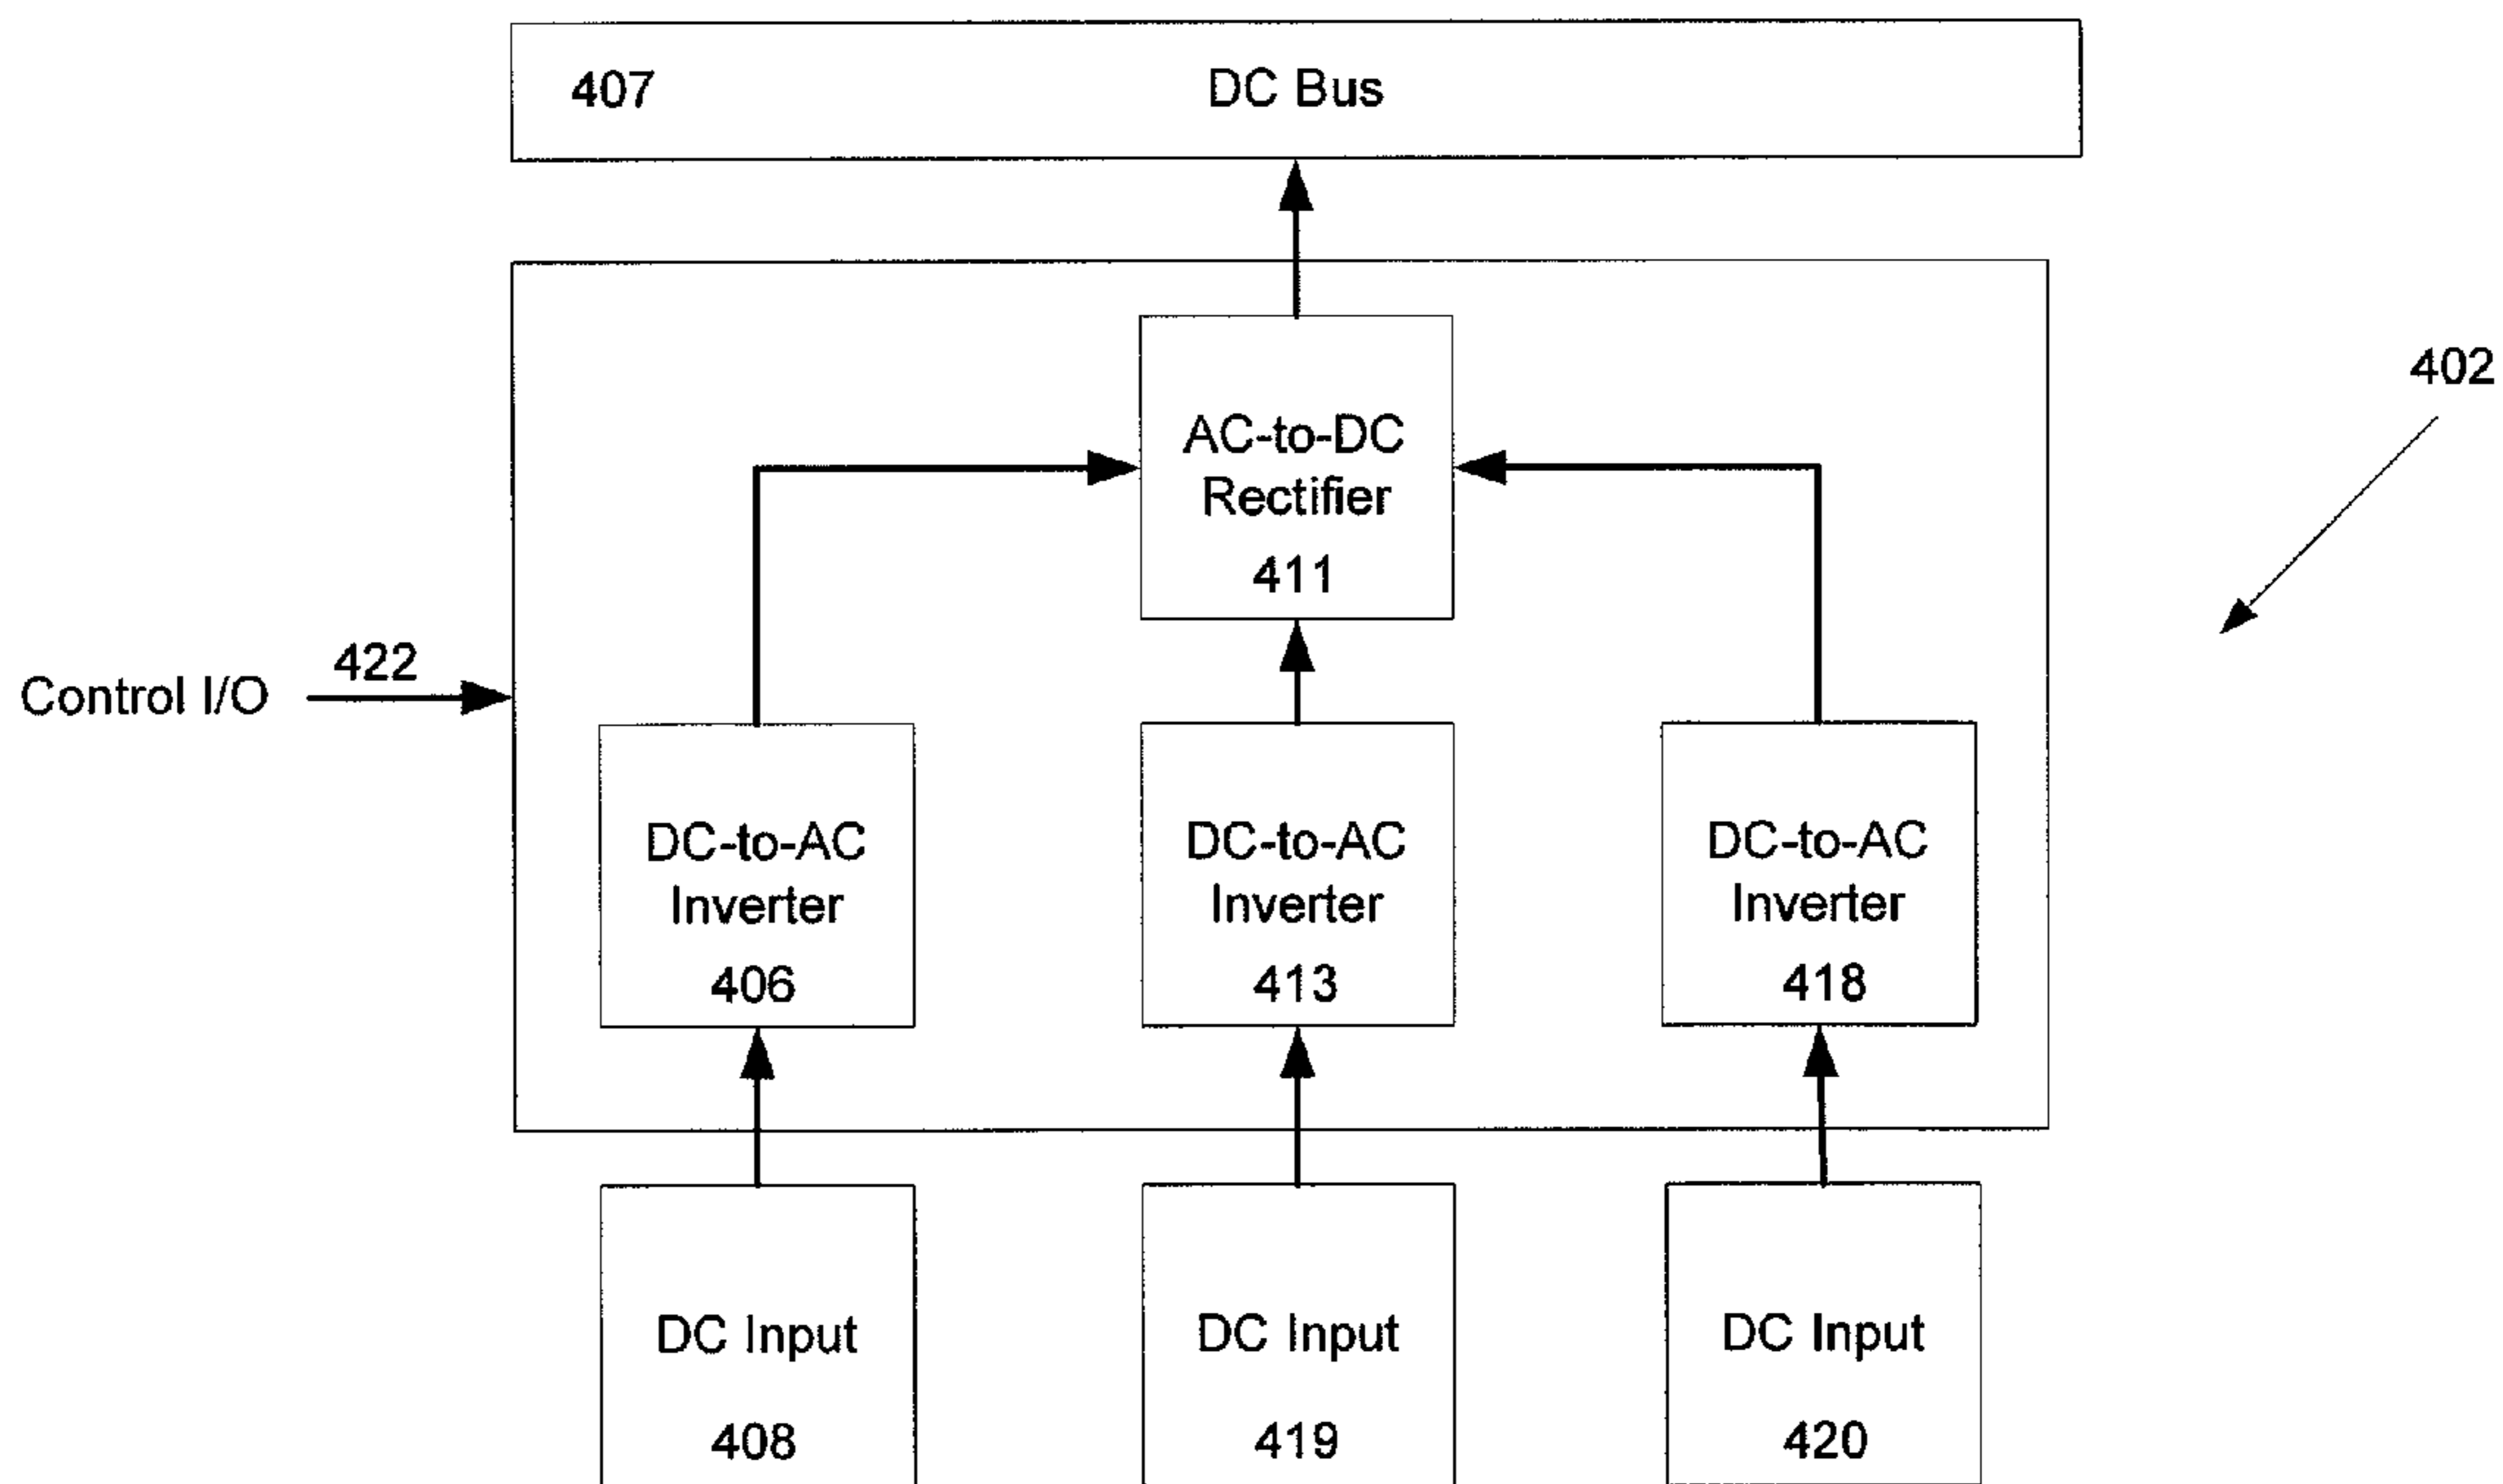 407 DC Bus
402
AC-to-DC
Rectifier
411
422
Control I/O
DC-to-AC
Inverter
406
DC-to-AC
Inverter
413
DC-to-AC
Inverter
418
DC Input
408
DC Input
419
DC Input
420